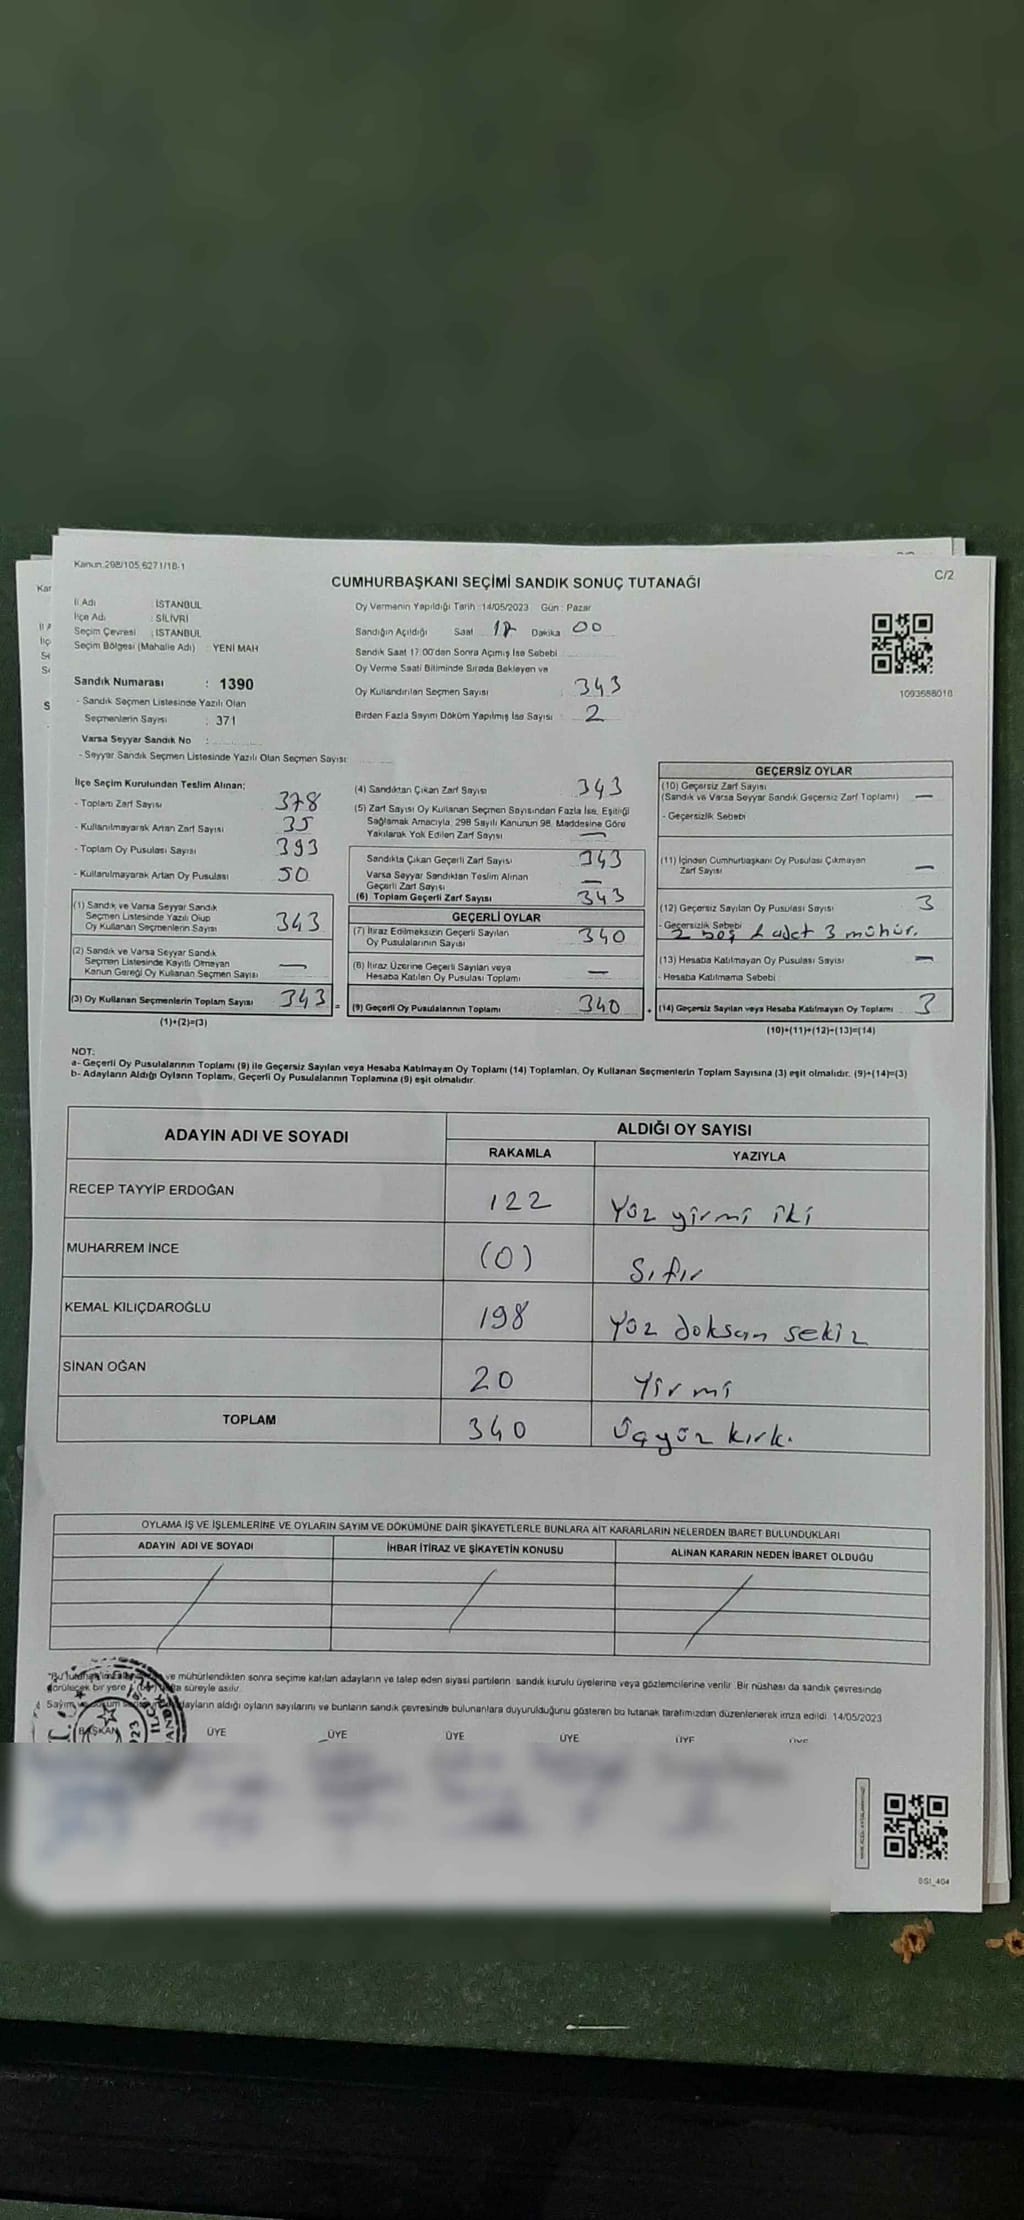 Kanun.298/105,6271/18-1
C/2
CUMHURBAŞKANI SEÇİMİ SANDIK SONUÇ TUTANAĞI
İl Adı : İSTANBUL
İlçe Adı : SİLİVRİ
Seçim Çevresi : İSTANBUL
Seçim Bölgesi (Mahalle Adı) : YENİ MAH
Sandık Numarası : 1390
- Sandık Seçmen Listesinde Yazılı Olan
Seçmenlerin Sayısı : 371
Varsa Seyyar Sandık No :
- Seyyar Sandık Seçmen Listesinde Yazılı Olan Seçmen Sayısı:
Oy Vermenin Yapıldığı Tarih : 14/05/2023 Gün : Pazar
Sandığın Açıldığı Saat 17 Dakika 00
Sandık Saat 17:00'dan Sonra Açımış İse Sebebi
Oy Verme Saati Bitiminde Sırada Bekleyen ve
Oy Kullandırılan Seçmen Sayısı : 343
Birden Fazla Sayım Döküm Yapılmış İse Sayısı : 2
1093688018
İlçe Seçim Kurulundan Teslim Alınan;
- Toplam Zarf Sayısı 378
- Kullanılmayarak Artan Zarf Sayısı 35
- Toplam Oy Pusulası Sayısı 393
- Kullanılmayarak Artan Oy Pusulası 50
(1) Sandık ve Varsa Seyyar Sandık
Seçmen Listesinde Yazılı Olup
Oy Kullanan Seçmenlerin Sayısı 343
(2) Sandık ve Varsa Seyyar Sandık
Seçmen Listesinde Kayıtlı Olmayan
Kanun Gereği Oy Kullanan Seçmen Sayısı —
(3) Oy Kullanan Seçmenlerin Toplam Sayısı 343 =
(1)+(2)=(3)
(4) Sandıktan Çıkan Zarf Sayısı 343
(5) Zarf Sayısı Oy Kullanan Seçmen Sayısından Fazla İse, Eşitliği
Sağlamak Amacıyla, 298 Sayılı Kanunun 98. Maddesine Göre
Yakılarak Yok Edilen Zarf Sayısı —
Sandıkta Çıkan Geçerli Zarf Sayısı 343
Varsa Seyyar Sandıktan Teslim Alınan
Geçerli Zarf Sayısı —
(6) Toplam Geçerli Zarf Sayısı 343
GEÇERLİ OYLAR
(7) İtiraz Edilmeksizin Geçerli Sayılan
Oy Pusulalarının Sayısı 340
(8) İtiraz Üzerine Geçerli Sayılan veya
Hesaba Katılan Oy Pusulası Toplamı —
(9) Geçerli Oy Pusulalarının Toplamı 340 +
GEÇERSİZ OYLAR
(10) Geçersiz Zarf Sayısı
(Sandık ve Varsa Seyyar Sandık Geçersiz Zarf Toplamı) —
- Geçersizlik Sebebi
(11) İçinden Cumhurbaşkanı Oy Pusulası Çıkmayan
Zarf Sayısı —
(12) Geçersiz Sayılan Oy Pusulası Sayısı 3
- Geçersizlik Sebebi
2 boş 1 adet 3 mühür.
(13) Hesaba Katılmayan Oy Pusulası Sayısı —
- Hesaba Katılmama Sebebi
(14) Geçersiz Sayılan veya Hesaba Katılmayan Oy Toplamı 3
(10)+(11)+(12)+(13)=(14)
NOT:
a- Geçerli Oy Pusulalarının Toplamı (9) ile Geçersiz Sayılan veya Hesaba Katılmayan Oy Toplamı (14) Toplamları, Oy Kullanan Seçmenlerin Toplam Sayısına (3) eşit olmalıdır. (9)+(14)=(3)
b- Adayların Aldığı Oyların Toplamı, Geçerli Oy Pusulalarının Toplamına (9) eşit olmalıdır.
ADAYIN ADI VE SOYADI ALDIĞI OY SAYISI
RAKAMLA YAZIYLA
RECEP TAYYİP ERDOĞAN 122 Yüz yirmi iki
MUHARREM İNCE (0) Sıfır
KEMAL KILIÇDAROĞLU 198 Yüz doksan sekiz
SİNAN OĞAN 20 Yirmi
TOPLAM 340 Üçyüz kırk.
OYLAMA İŞ VE İŞLEMLERİNE VE OYLARIN SAYIM VE DÖKÜMÜNE DAİR ŞİKAYETLERLE BUNLARA AİT KARARLARIN NELERDEN İBARET BULUNDUKLARI
ADAYIN ADI VE SOYADI İHBAR İTİRAZ VE ŞİKAYETİN KONUSU ALINAN KARARIN NEDEN İBARET OLDUĞU
ve mühürlendikten sonra seçime katılan adayların ve talep eden siyasi partilerin sandık kurulu üyelerine veya gözlemcilerine verilir. Bir nüshası da sandık çevresinde
görülecek bir yere süreyle asılır.
adayların aldığı oyların sayılarını ve bunların sandık çevresinde bulunanlara duyurulduğunu gösteren bu tutanak tarafımızdan düzenlenerek imza edildi. 14/05/2023
BAŞKAN ÜYE ÜYE ÜYE ÜYE ÜYE ÜYE